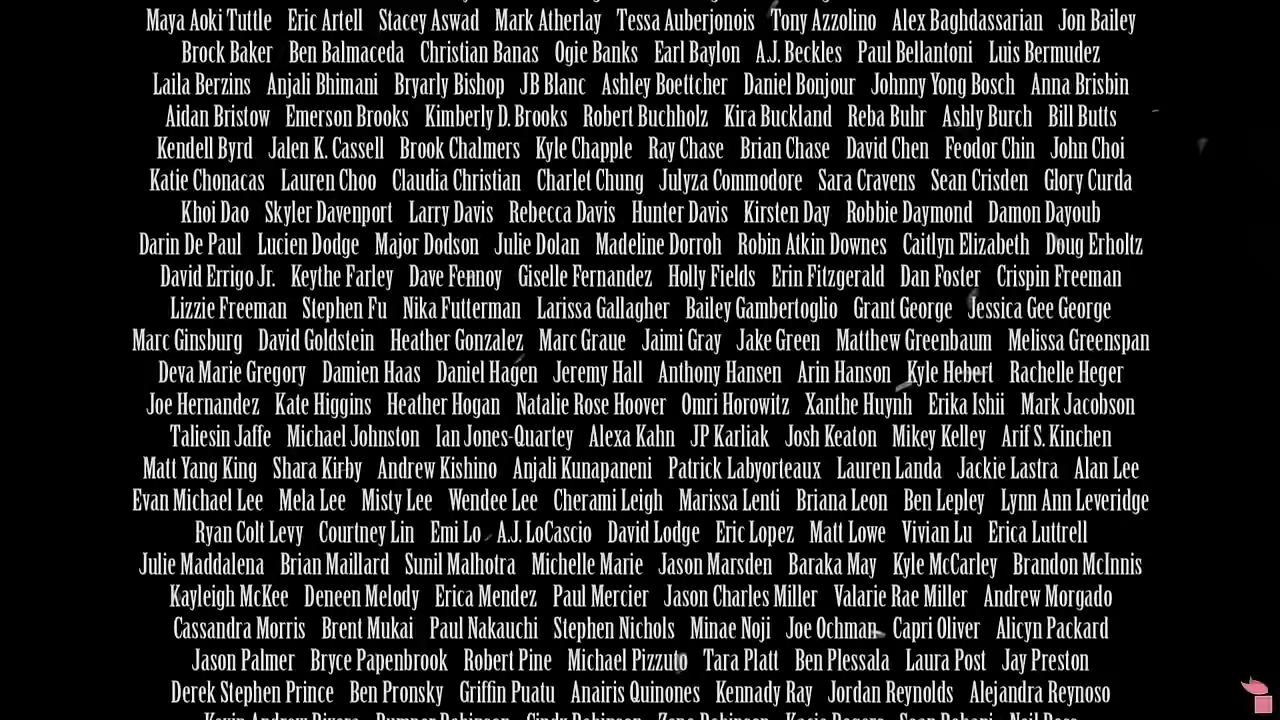 Maya Aoki Tuttle Eric Artell Stacey Aswad Mark Atherlay Tessa Auberjonois Tony Azzolino Alex Baghdassarian Jon Bailey
Brock Baker Ben Balmaceda Christian Banas Ogie Banks Earl Baylon A.J. Beckles Paul Bellantoni Luis Bermudez
Laila Berzins Anjali Bhimani Bryarly Bishop JB Blanc Ashley Boettcher Daniel Bonjour Johnny Yong Bosch Anna Brisbin
Aidan Bristow Emerson Brooks Kimberly D. Brooks Robert Buchholz Kira Buckland Reba Buhr Ashly Burch Bill Butts
Kendell Byrd Jalen K. Cassell Brook Chalmers Kyle Chapple Ray Chase Brian Chase David Chen Feodor Chin John Choi
Katie Chonacas Lauren Choo Claudia Christian Charlet Chung Julyza Commodore Sara Cravens Sean Crisden Glory Curda
Khoi Dao Skyler Davenport Larry Davis Rebecca Davis Hunter Davis Kirsten Day Robbie Daymond Damon Dayoub
Darin De Paul Lucien Dodge Major Dodson Julie Dolan Madeline Dorroh Robin Atkin Downes Caitlyn Elizabeth Doug Erholtz
David Errigo Jr. Keythe Farley Dave Fennoy Giselle Fernandez Holly Fields Erin Fitzgerald Dan Foster Crispin Freeman
Lizzie Freeman Stephen Fu Nika Futterman Larissa Gallagher Bailey Gambertoglio Grant George Jessica Gee George
Marc Ginsburg David Goldstein Heather Gonzalez Marc Graue Jaimi Gray Jake Green Matthew Greenbaum Melissa Greenspan
Deva Marie Gregory Damien Haas Daniel Hagen Jeremy Hall Anthony Hansen Arin Hanson Kyle Hebert Rachelle Heger
Joe Hernandez Kate Higgins Heather Hogan Natalie Rose Hoover Omri Horowitz Xanthe Huynh Erika Ishii Mark Jacobson
Taliesin Jaffe Michael Johnston Ian Jones-Quartey Alexa Kahn JP Karliak Josh Keaton Mikey Kelley Arif S. Kinchen
Matt Yang King Shara Kirby Andrew Kishino Anjali Kunapaneni Patrick Labyorteaux Lauren Landa Jackie Lastra Alan Lee
Evan Michael Lee Mela Lee Misty Lee Wendee Lee Cherami Leigh Marissa Lenti Briana Leon Ben Lepley Lynn Ann Leveridge
Ryan Colt Levy Courtney Lin Emi Lo A.J. LoCascio David Lodge Eric Lopez Matt Lowe Vivian Lu Erica Luttrell
Julie Maddalena Brian Maillard Sunil Malhotra Michelle Marie Jason Marsden Baraka May Kyle McCarley Brandon McInnis
Kayleigh McKee Deneen Melody Erica Mendez Paul Mercier Jason Charles Miller Valarie Rae Miller Andrew Morgado
Cassandra Morris Brent Mukai Paul Nakauchi Stephen Nichols Minae Noji Joe Ochman Capri Oliver Alicyn Packard
Jason Palmer Bryce Papenbrook Robert Pine Michael Pizzuto Tara Platt Ben Plessala Laura Post Jay Preston
Derek Stephen Prince Ben Pronsky Griffin Puatu Anairis Quinones Kennady Ray Jordan Reynolds Alejandra Reynoso